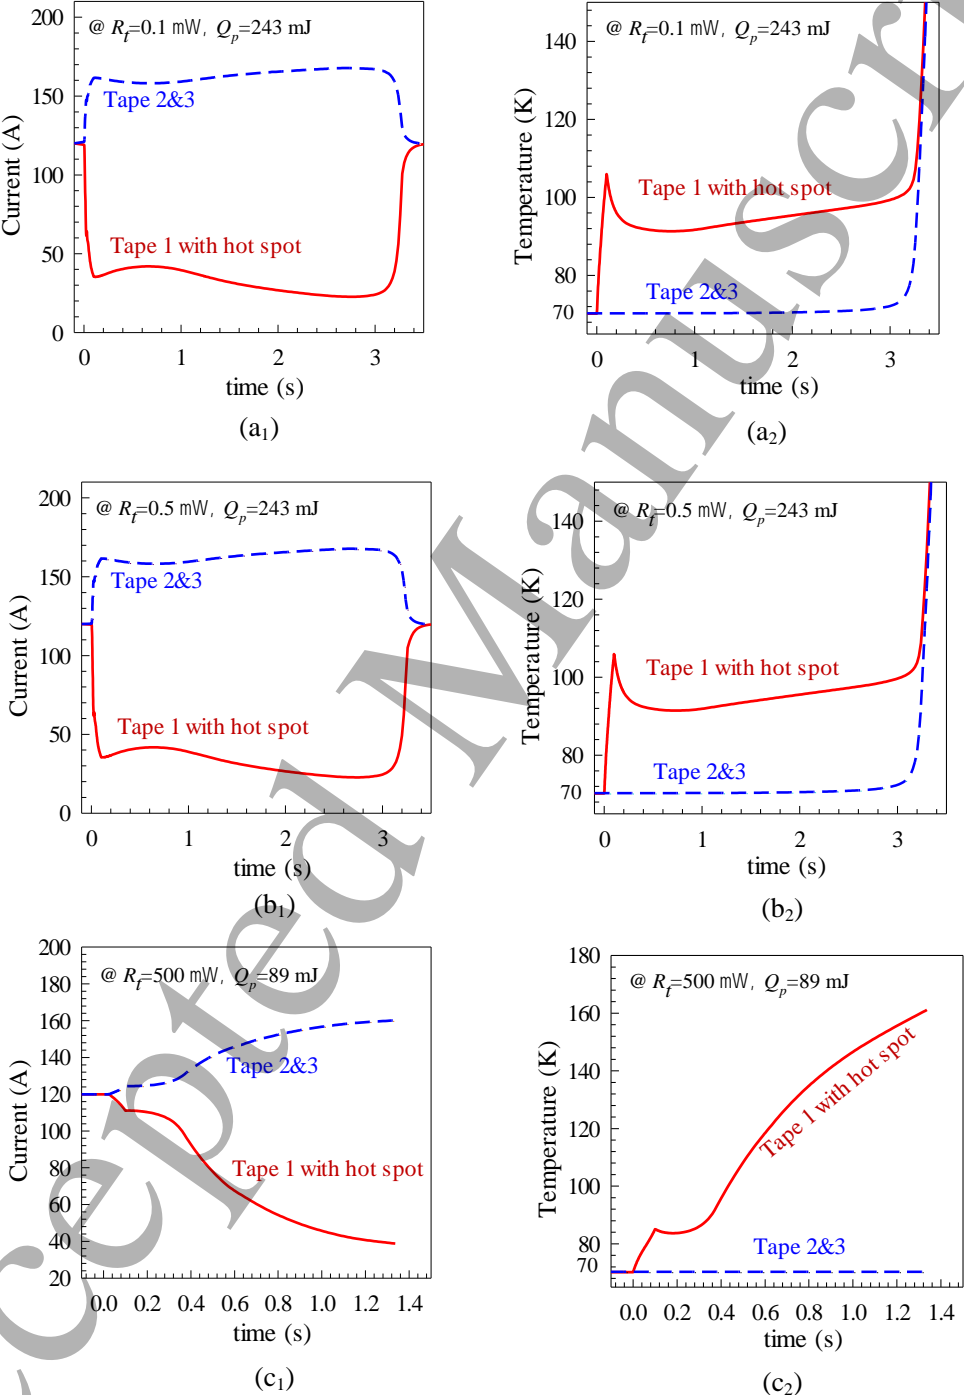 200
150
100
50
0
Current (A)
@ Rt=0.1 mW, Qp=243 mJ
Tape 2&3
Tape 1 with hot spot
0 1 2 3
time (s)
(a1)
140
120
100
80
70
Temperature (K)
@ Rt=0.1 mW, Qp=243 mJ
Tape 1 with hot spot
Tape 2&3
0 1 2 3
time (s)
(a2)
200
150
100
50
0
Current (A)
@ Rt=0.5 mW, Qp=243 mJ
Tape 2&3
Tape 1 with hot spot
0 1 2 3
time (s)
(b1)
140
120
100
80
70
Temperature (K)
@ Rt=0.5 mW, Qp=243 mJ
Tape 1 with hot spot
Tape 2&3
0 1 2 3
time (s)
(b2)
200
180
160
140
120
100
80
60
40
20
Current (A)
@ Rt=500 mW, Qp=89 mJ
Tape 2&3
Tape 1 with hot spot
0.0 0.2 0.4 0.6 0.8 1.0 1.2 1.4
time (s)
(c1)
180
160
140
120
100
80
70
Temperature (K)
@ Rt=500 mW, Qp=89 mJ
Tape 1 with hot spot
Tape 2&3
0.0 0.2 0.4 0.6 0.8 1.0 1.2 1.4
time (s)
(c2)
cepted Manuscri